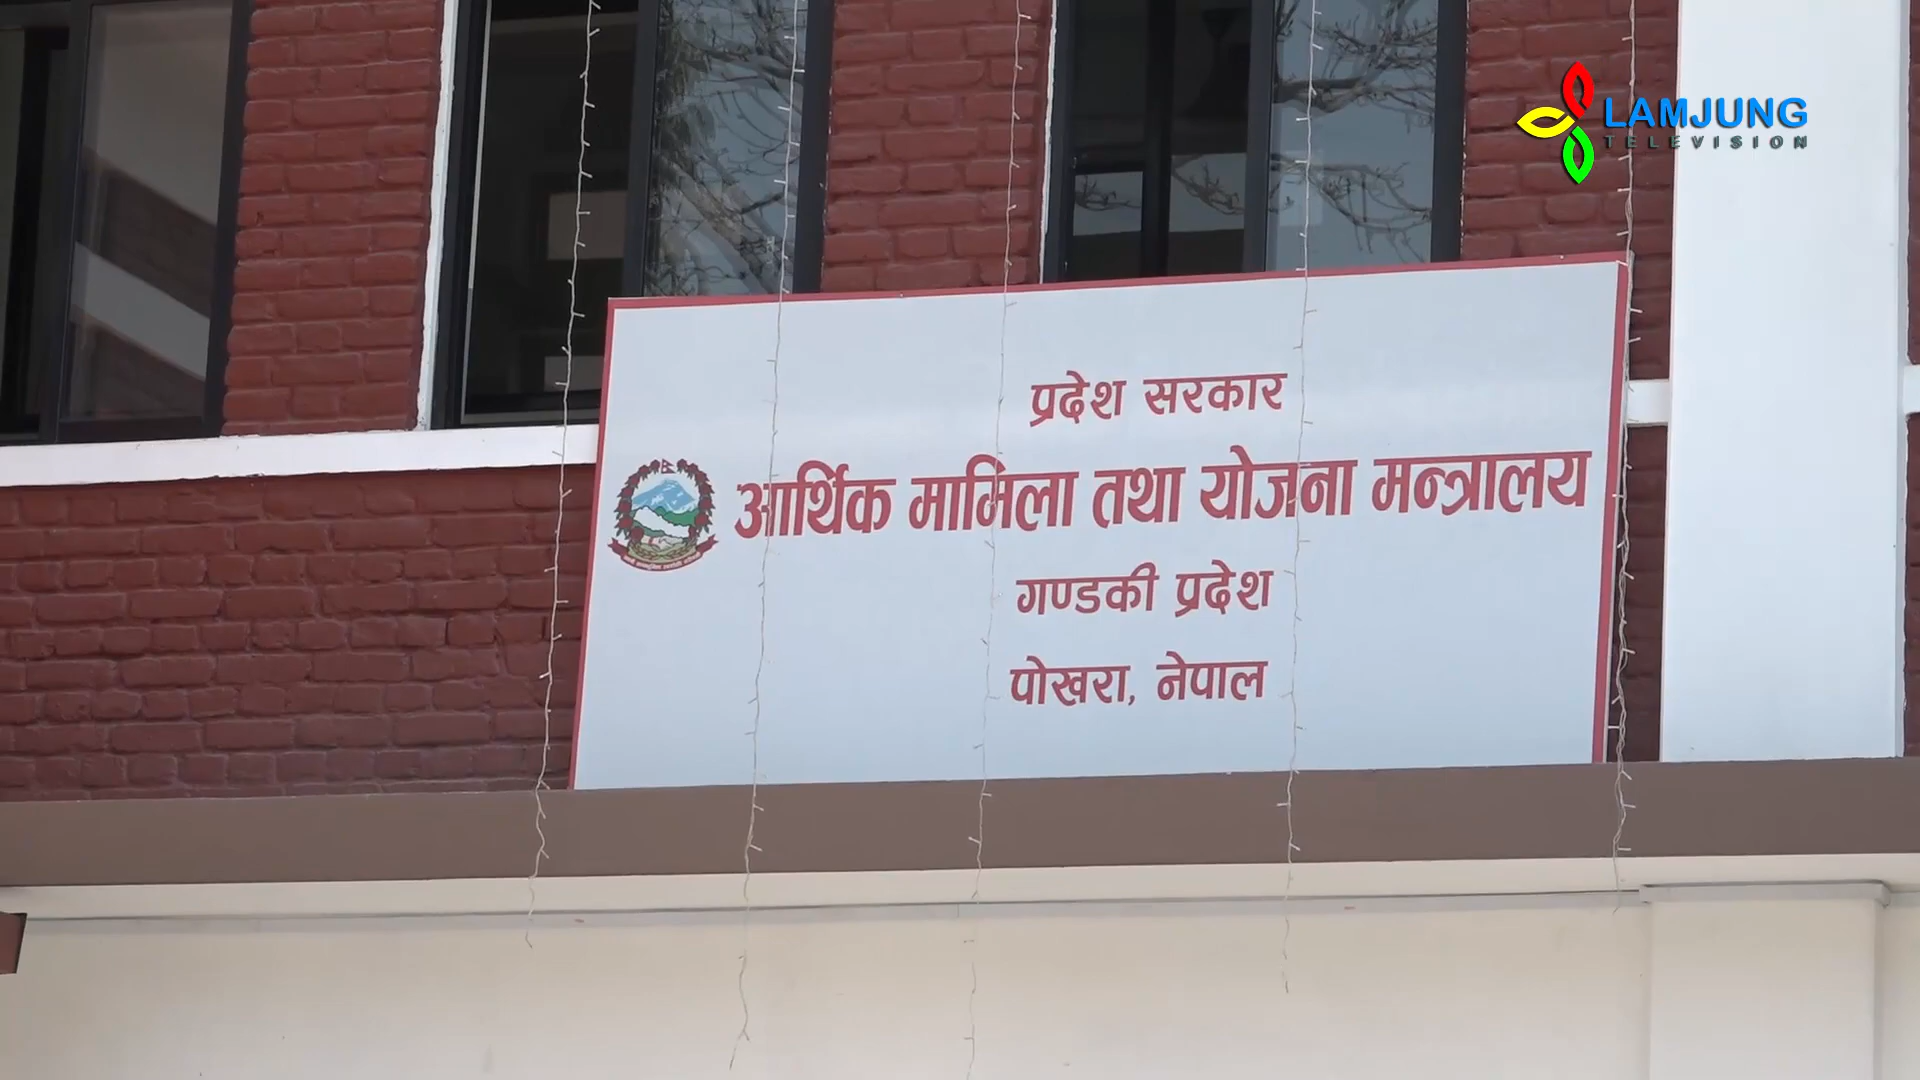 LAMJUNG
TELEVISION
प्रदेश सरकार
आर्थिक मामिला तथा योजना मन्त्रालय
गण्डकी प्रदेश
पोखरा, नेपाल